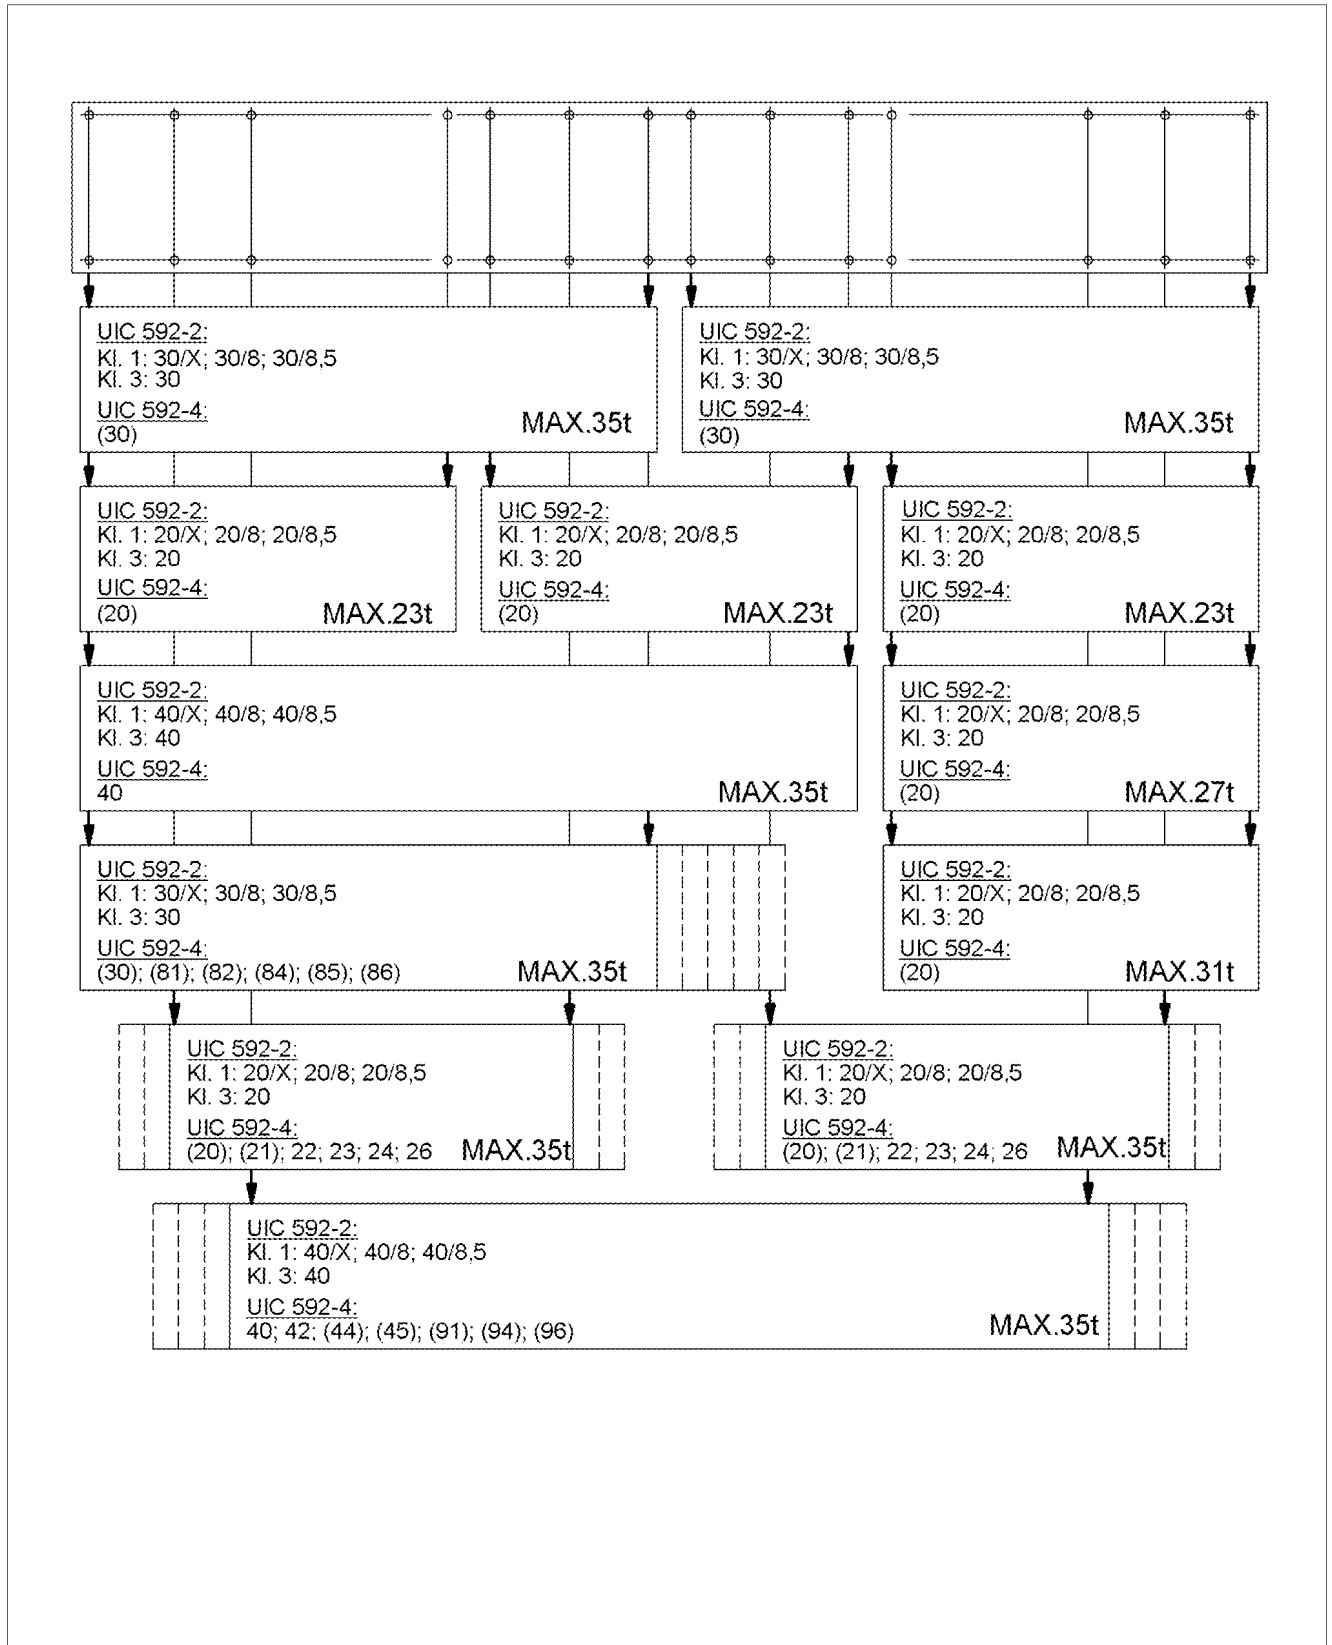 UIC 592-2:
Kl. 1: 30/X; 30/8; 30/8,5
Kl. 3: 30
UIC 592-4:
(30)
MAX.35t
UIC 592-2:
Kl. 1: 30/X; 30/8; 30/8,5
Kl. 3: 30
UIC 592-4:
(30)
MAX.35t
UIC 592-2:
Kl. 1: 20/X; 20/8; 20/8,5
Kl. 3: 20
UIC 592-4:
(20)
MAX.23t
UIC 592-2:
Kl. 1: 20/X; 20/8; 20/8,5
Kl. 3: 20
UIC 592-4:
(20)
MAX.23t
UIC 592-2:
Kl. 1: 20/X; 20/8; 20/8,5
Kl. 3: 20
UIC 592-4:
(20)
MAX.23t
UIC 592-2:
Kl. 1: 40/X; 40/8; 40/8,5
Kl. 3: 40
UIC 592-4:
40
MAX.35t
UIC 592-2:
Kl. 1: 20/X; 20/8; 20/8,5
Kl. 3: 20
UIC 592-4:
(20)
MAX.27t
UIC 592-2:
Kl. 1: 30/X; 30/8; 30/8,5
Kl. 3: 30
UIC 592-4:
(30); (81); (82); (84); (85); (86)
MAX.35t
UIC 592-2:
Kl. 1: 20/X; 20/8; 20/8,5
Kl. 3: 20
UIC 592-4:
(20)
MAX.31t
UIC 592-2:
Kl. 1: 20/X; 20/8; 20/8,5
Kl. 3: 20
UIC 592-4:
(20); (21); 22; 23; 24; 26
MAX.35t
UIC 592-2:
Kl. 1: 20/X; 20/8; 20/8,5
Kl. 3: 20
UIC 592-4:
(20); (21); 22; 23; 24; 26
MAX.35t
UIC 592-2:
Kl. 1: 40/X; 40/8; 40/8,5
Kl. 3: 40
UIC 592-4:
40; 42; (44); (45); (91); (94); (96)
MAX.35t